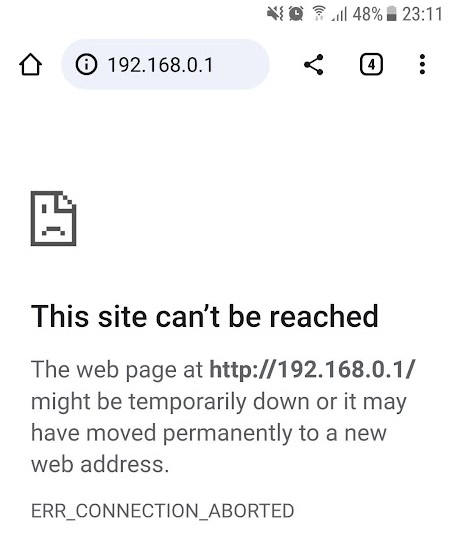 48% 23:11
192.168.0.1 4
This site can’t be reached
The web page at http://192.168.0.1/
might be temporarily down or it may
have moved permanently to a new
web address.
ERR_CONNECTION_ABORTED